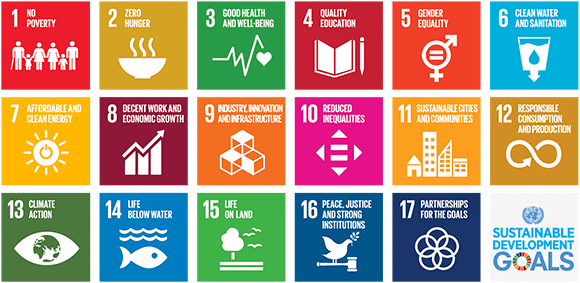 1 NO
POVERTY
2 ZERO
HUNGER
3 GOOD HEALTH
AND WELL-BEING
4 QUALITY
EDUCATION
5 GENDER
EQUALITY
6 CLEAN WATER
AND SANITATION
7 AFFORDABLE AND
CLEAN ENERGY
8 DECENT WORK AND
ECONOMIC GROWTH
9 INDUSTRY, INNOVATION
AND INFRASTRUCTURE
10 REDUCED
INEQUALITIES
11 SUSTAINABLE CITIES
AND COMMUNITIES
12 RESPONSIBLE
CONSUMPTION
AND PRODUCTION
13 CLIMATE
ACTION
14 LIFE
BELOW WATER
15 LIFE
ON LAND
16 PEACE, JUSTICE
AND STRONG
INSTITUTIONS
17 PARTNERSHIPS
FOR THE GOALS
SUSTAINABLE
DEVELOPMENT
GOALS